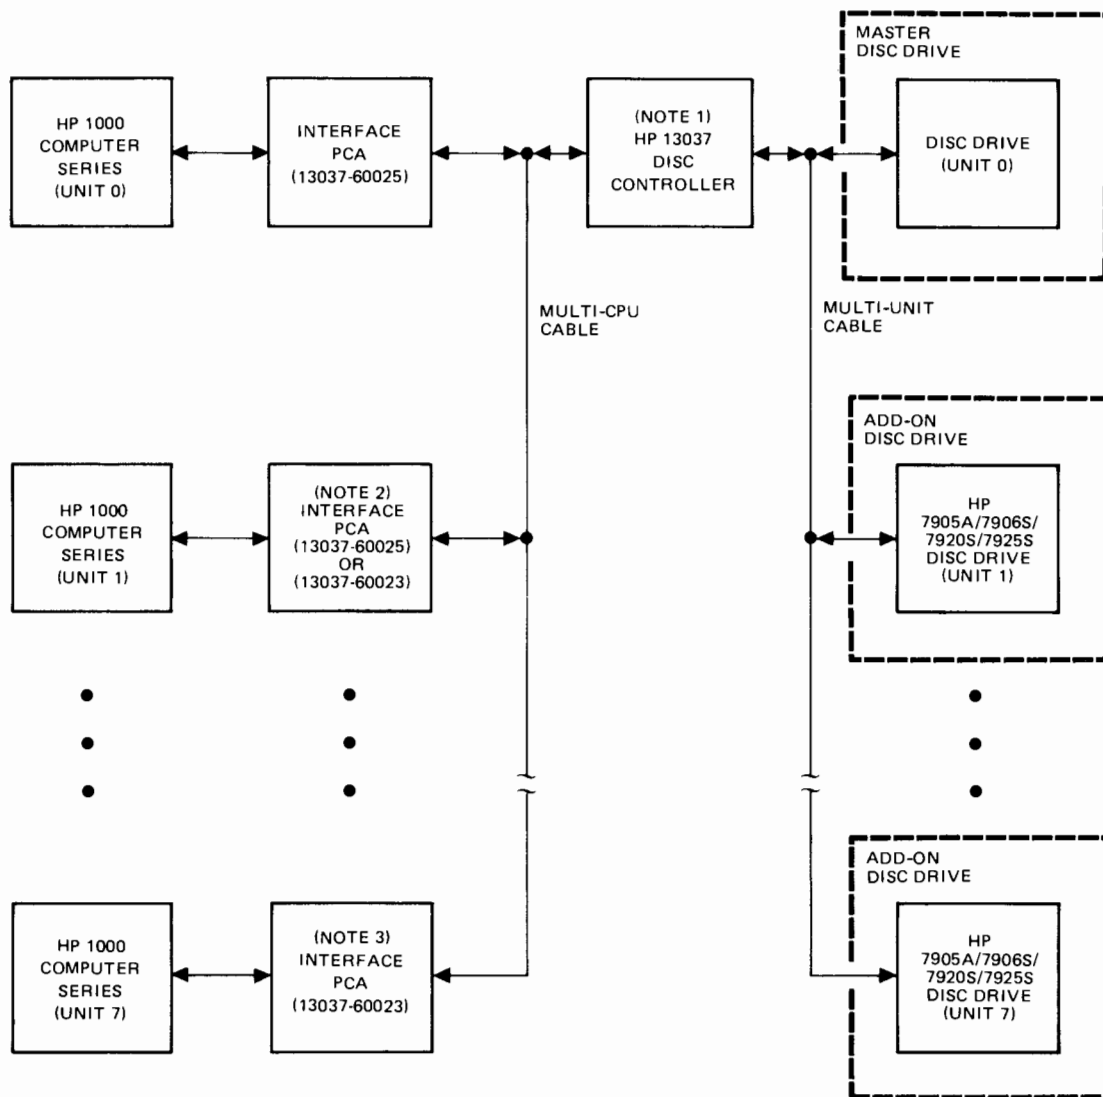 MASTER
DISC DRIVE
HP 1000
COMPUTER
SERIES
(UNIT 0)
INTERFACE
PCA
(13037-60025)
(NOTE 1)
HP 13037
DISC
CONTROLLER
DISC DRIVE
(UNIT 0)
MULTI-CPU
CABLE
MULTI-UNIT
CABLE
ADD-ON
DISC DRIVE
HP 1000
COMPUTER
SERIES
(UNIT 1)
(NOTE 2)
INTERFACE
PCA
(13037-60025)
OR
(13037-60023)
HP
7905A/7906S/
7920S/7925S
DISC DRIVE
(UNIT 1)
ADD-ON
DISC DRIVE
HP 1000
COMPUTER
SERIES
(UNIT 7)
(NOTE 3)
INTERFACE
PCA
(13037-60023)
HP
7905A/7906S/
7920S/7925S
DISC DRIVE
(UNIT 7)